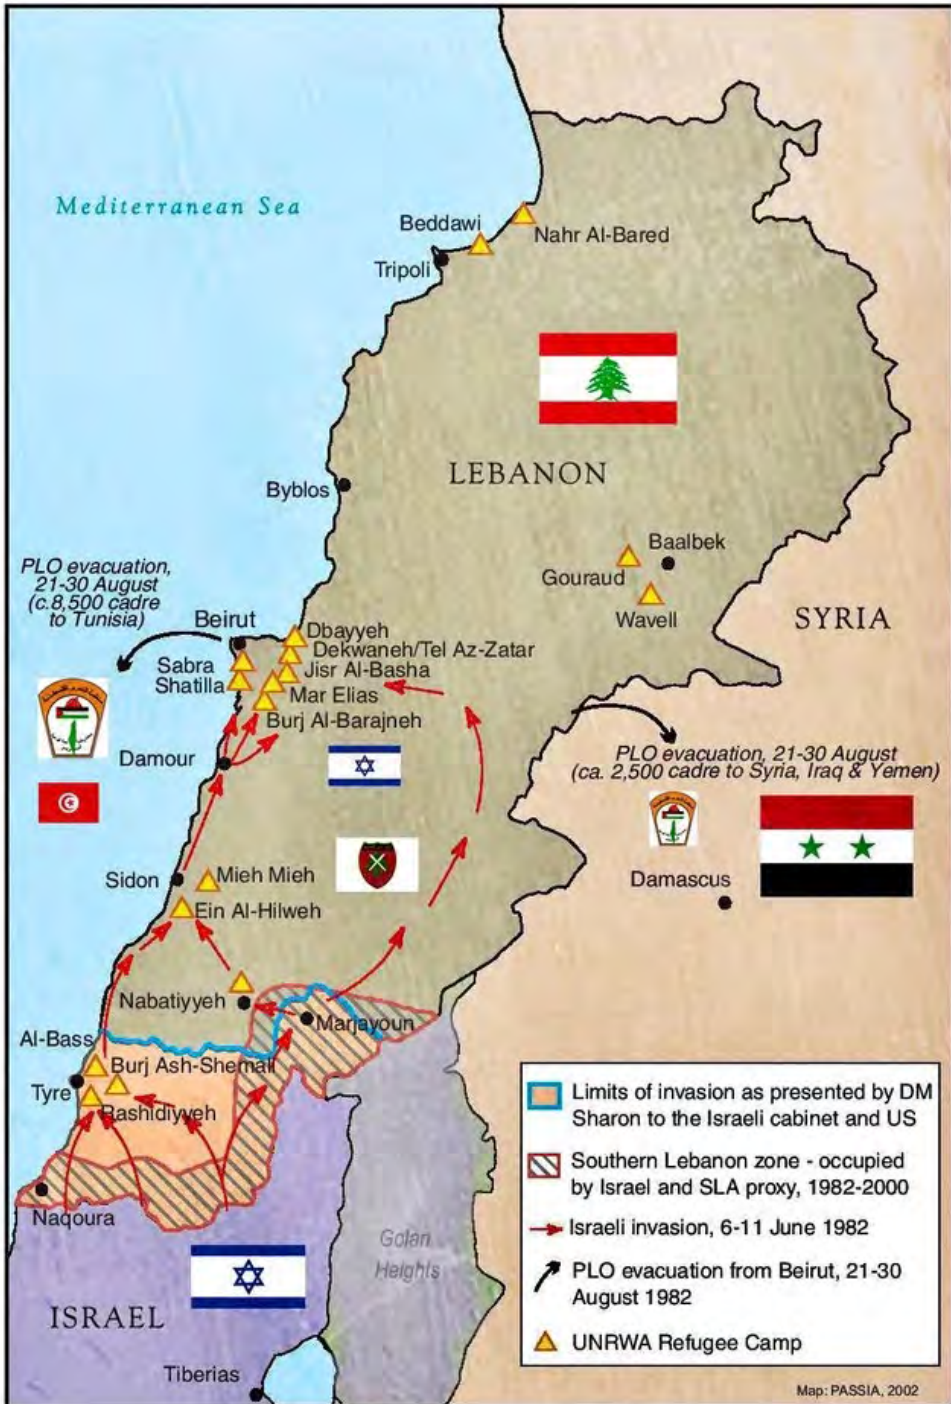 Mediterranean Sea
Beddawi
Nahr Al-Bared
Tripoli
LEBANON
Byblos
Baalbek
Gouraud
Wavell
PLO evacuation,
21-30 August
(c.8,500 cadre
to Tunisia)
SYRIA
Beirut
Dbayyeh
Dekwaneh/Tel Az-Zatar
Sabra
Jisr Al-Basha
Shatilla
Mar Elias
Burj Al-Barajneh
Damour
PLO evacuation, 21-30 August
(ca. 2,500 cadre to Syria, Iraq & Yemen)
Sidon
Mieh Mieh
Damascus
Ein Al-Hilweh
Nabatiyyeh
Marjayoun
Al-Bass
Burj Ash-Shemali
Tyre
Rashidiyyeh
Naqoura
Golan
Heights
ISRAEL
Tiberias
Limits of invasion as presented by DM
Sharon to the Israeli cabinet and US
Southern Lebanon zone - occupied
by Israel and SLA proxy, 1982-2000
Israeli invasion, 6-11 June 1982
PLO evacuation from Beirut, 21-30
August 1982
UNRWA Refugee Camp
Map: PASSIA, 2002